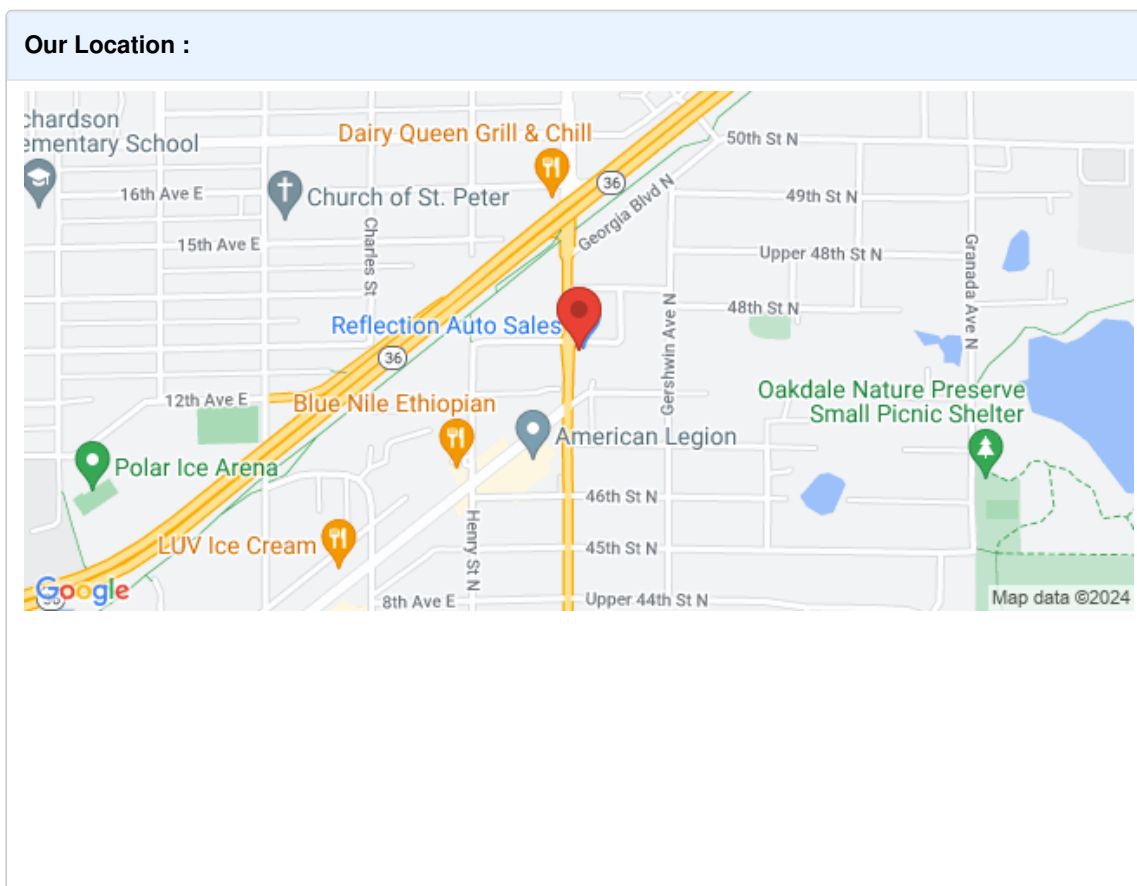 Our Location :
chardson
ementary School
Dairy Queen Grill & Chill
50th St N
36
16th Ave E
Church of St. Peter
Georgia Blvd N
49th St N
15th Ave E
Charles St
Upper 48th St N
Granada Ave N
Reflection Auto Sales
Gershwin Ave N
48th St N
36
12th Ave E
Blue Nile Ethiopian
Oakdale Nature Preserve
Small Picnic Shelter
American Legion
Polar Ice Arena
46th St N
LUV Ice Cream
Henry St N
45th St N
Google
8th Ave E
Upper 44th St N
Map data ©2024